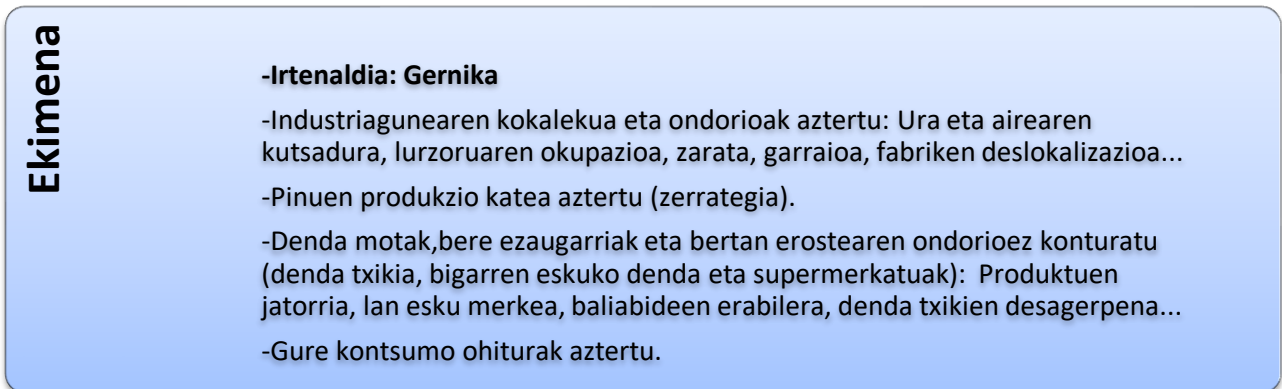 Ekimena
-Irtenaldia: Gernika
-Industriagunearen kokalekua eta ondorioak aztertu: Ura eta airearen
kutsadura, lurzoruaren okupazioa, zarata, garraioa, fabriken deslokalizazioa...
-Pinuen produkzio katea aztertu (zerrategia).
-Denda motak,bere ezaugarriak eta bertan erostearen ondorioez konturatu
(denda txikia, bigarren eskuko denda eta supermerkatuak):  Produktuen
jatorria, lan esku merkea, baliabideen erabilera, denda txikien desagerpena...
-Gure kontsumo ohiturak aztertu.